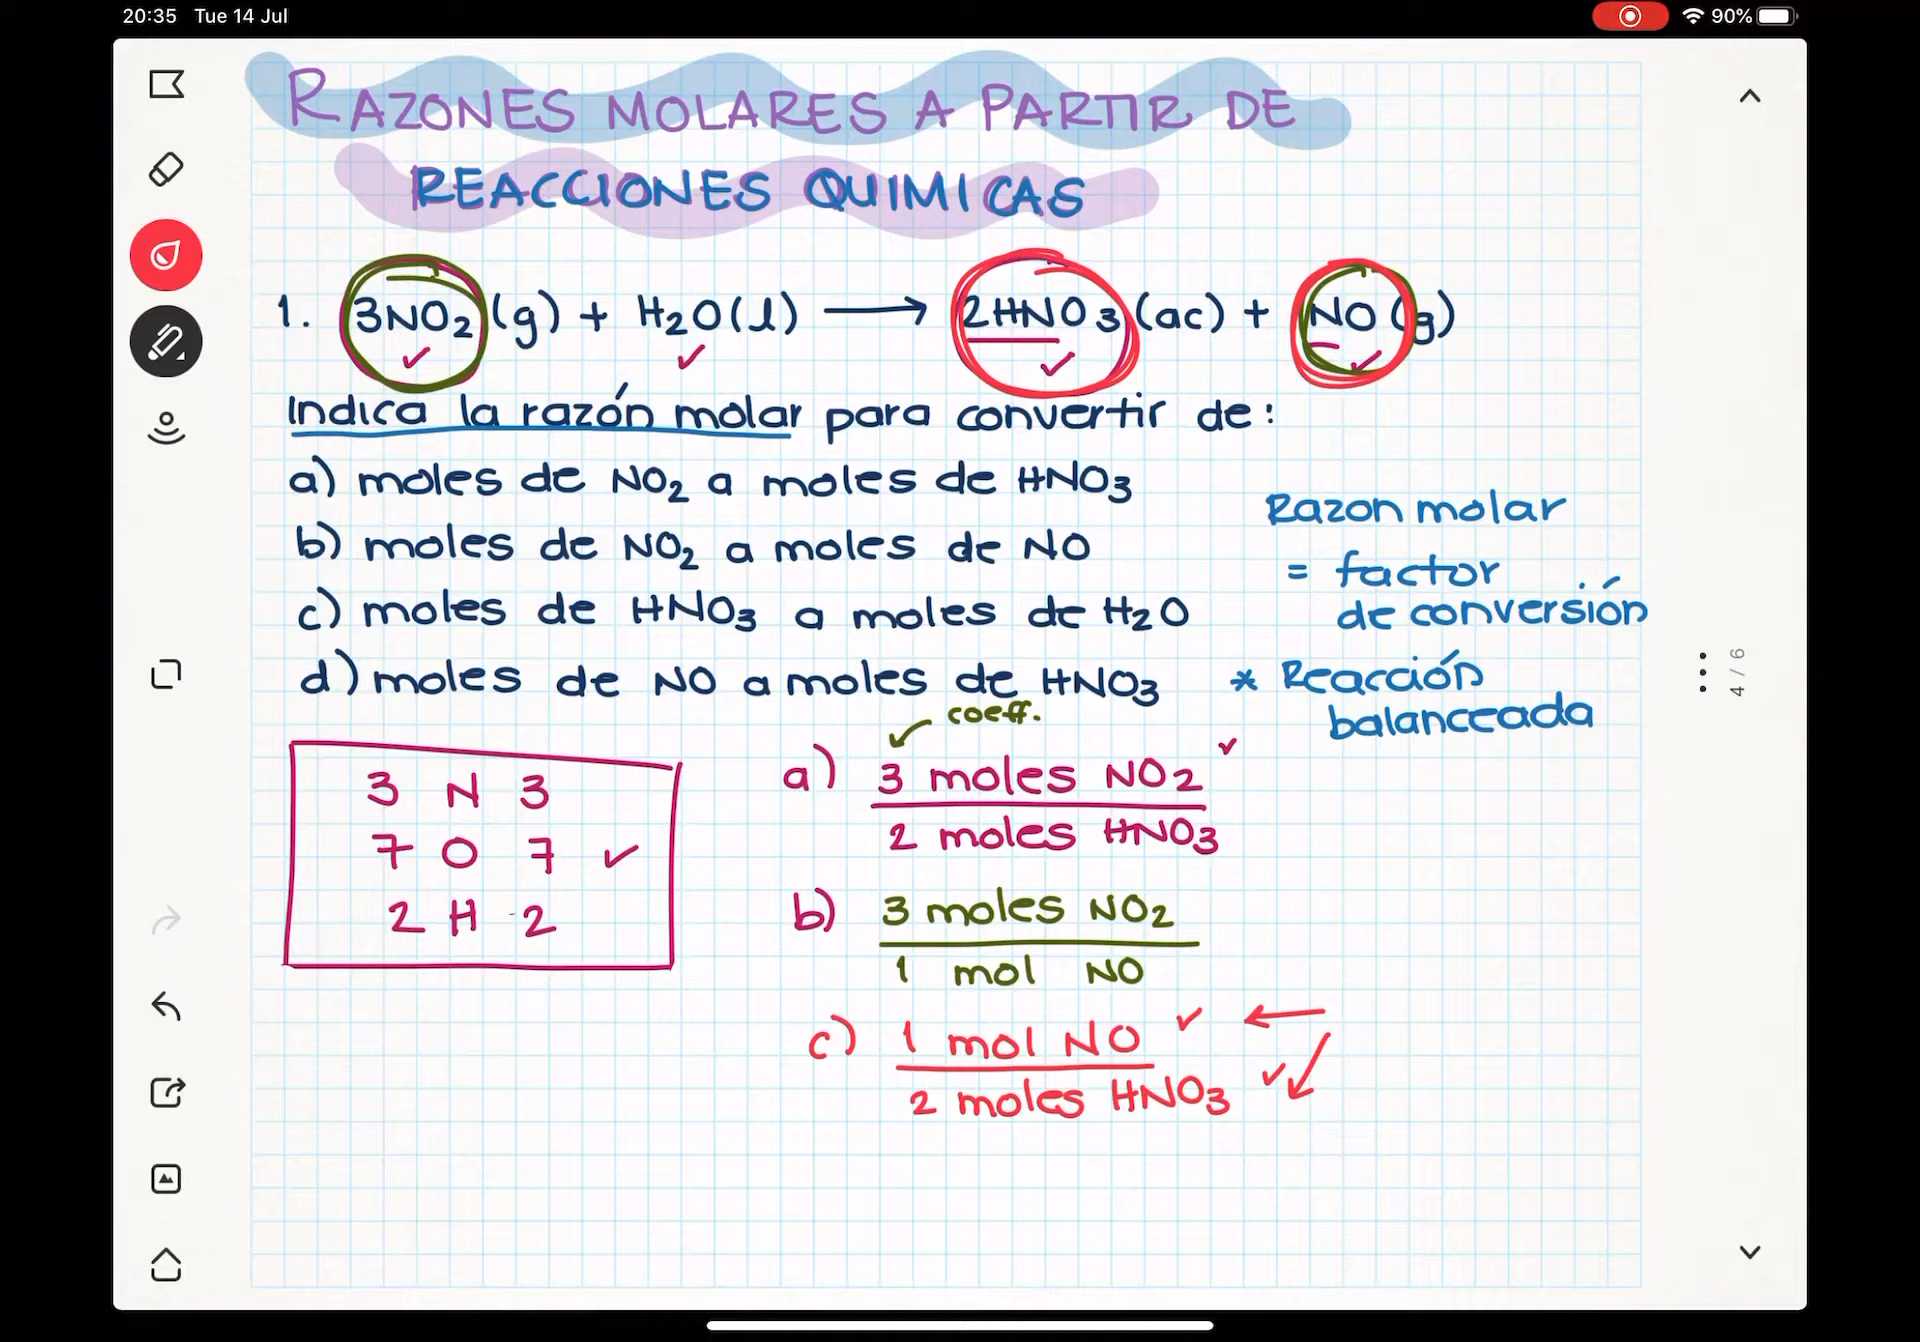 20:35 Tue 14 Jul 90%
RAZONES MOLARES A PARTIR DE
REACCIONES QUIMICAS
1. 3NO₂ (g) + H₂O (l) ⟶ 2HNO₃ (ac) + NO (g)
Indica la razón molar para convertir de:
a) moles de NO₂ a moles de HNO₃
b) moles de NO₂ a moles de NO
c) moles de HNO₃ a moles de H₂O
d) moles de NO a moles de HNO₃
Razon molar
= factor
de conversión
* Reacción
balanceada
4 / 6
3 N 3
7 O 7 ✓
2 H 2
coeff.
a) 3 moles NO₂ ✓
2 moles HNO₃
b) 3 moles NO₂
1 mol NO
c) 1 mol NO ✓ ←
2 moles HNO₃ ✓